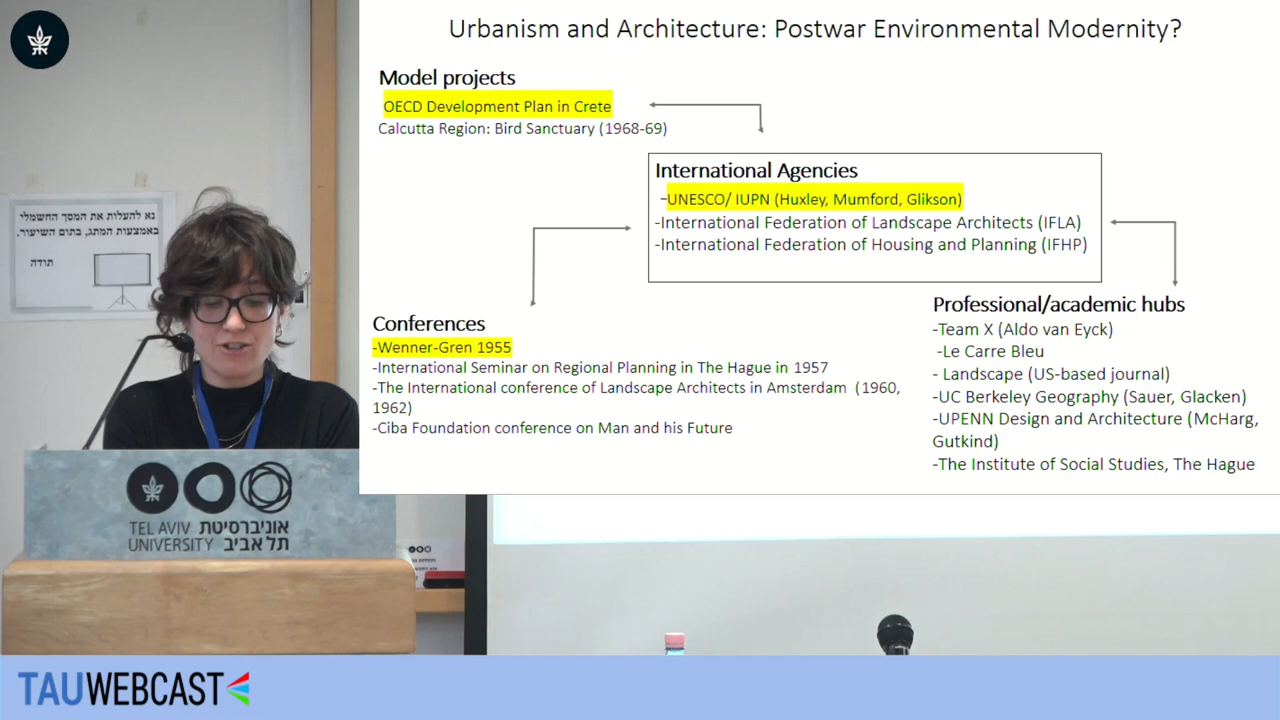 Urbanism and Architecture: Postwar Environmental Modernity?
Model projects
OECD Development Plan in Crete
Calcutta Region: Bird Sanctuary (1968-69)
International Agencies
-UNESCO/ IUPN (Huxley, Mumford, Glikson)
-International Federation of Landscape Architects (IFLA)
-International Federation of Housing and Planning (IFHP)
Conferences
-Wenner-Gren 1955
-International Seminar on Regional Planning in The Hague in 1957
-The International conference of Landscape Architects in Amsterdam (1960,
1962)
-Ciba Foundation conference on Man and his Future
Professional/academic hubs
-Team X (Aldo van Eyck)
-Le Carre Bleu
- Landscape (US-based journal)
-UC Berkeley Geography (Sauer, Glacken)
-UPENN Design and Architecture (McHarg,
Gutkind)
-The Institute of Social Studies, The Hague
נא להעלות את המסך החשמלי
באמצעות המתג, בתום השיעור.
תודה
TEL AVIV אוניברסיטת
UNIVERSITY תל אביב
TAUWEBCAST